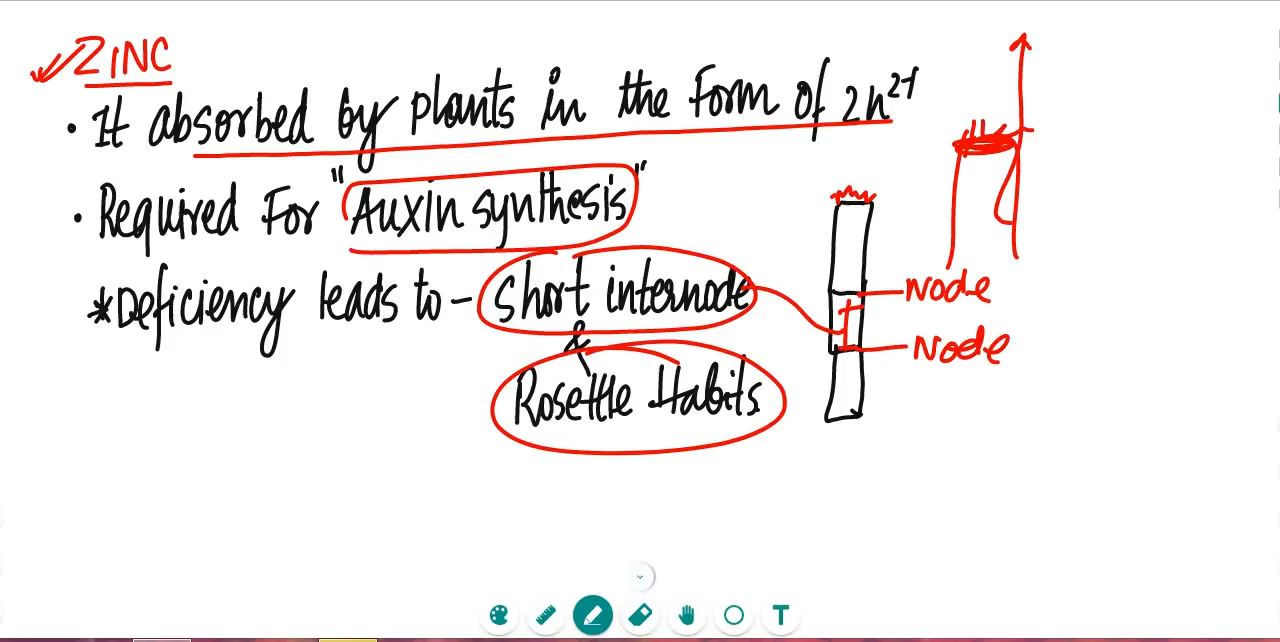 ZINC
• It absorbed by plants in the form of Zn²⁺
• Required For "Auxin synthesis"
*Deficiency leads to - Short internode
&
Rosettle Habits
Node
Node
T